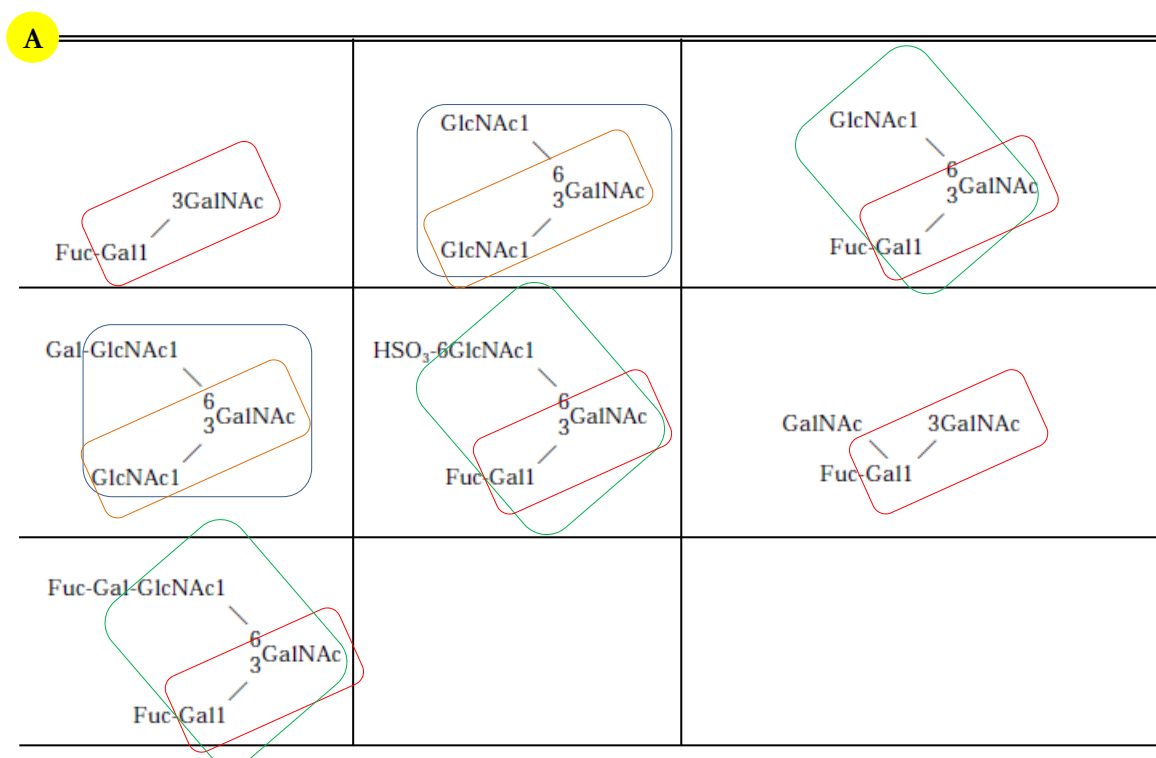 A
3GalNAc
Fuc-Gal1
GlcNAc1
6
3GalNAc
GlcNAc1
GlcNAc1
6
3GalNAc
Fuc-Gal1
Gal-GlcNAc1
6
3GalNAc
GlcNAc1
HSO₃-6GlcNAc1
6
3GalNAc
Fuc-Gal1
GalNAc 3GalNAc
Fuc-Gal1
Fuc-Gal-GlcNAc1
6
3GalNAc
Fuc-Gal1